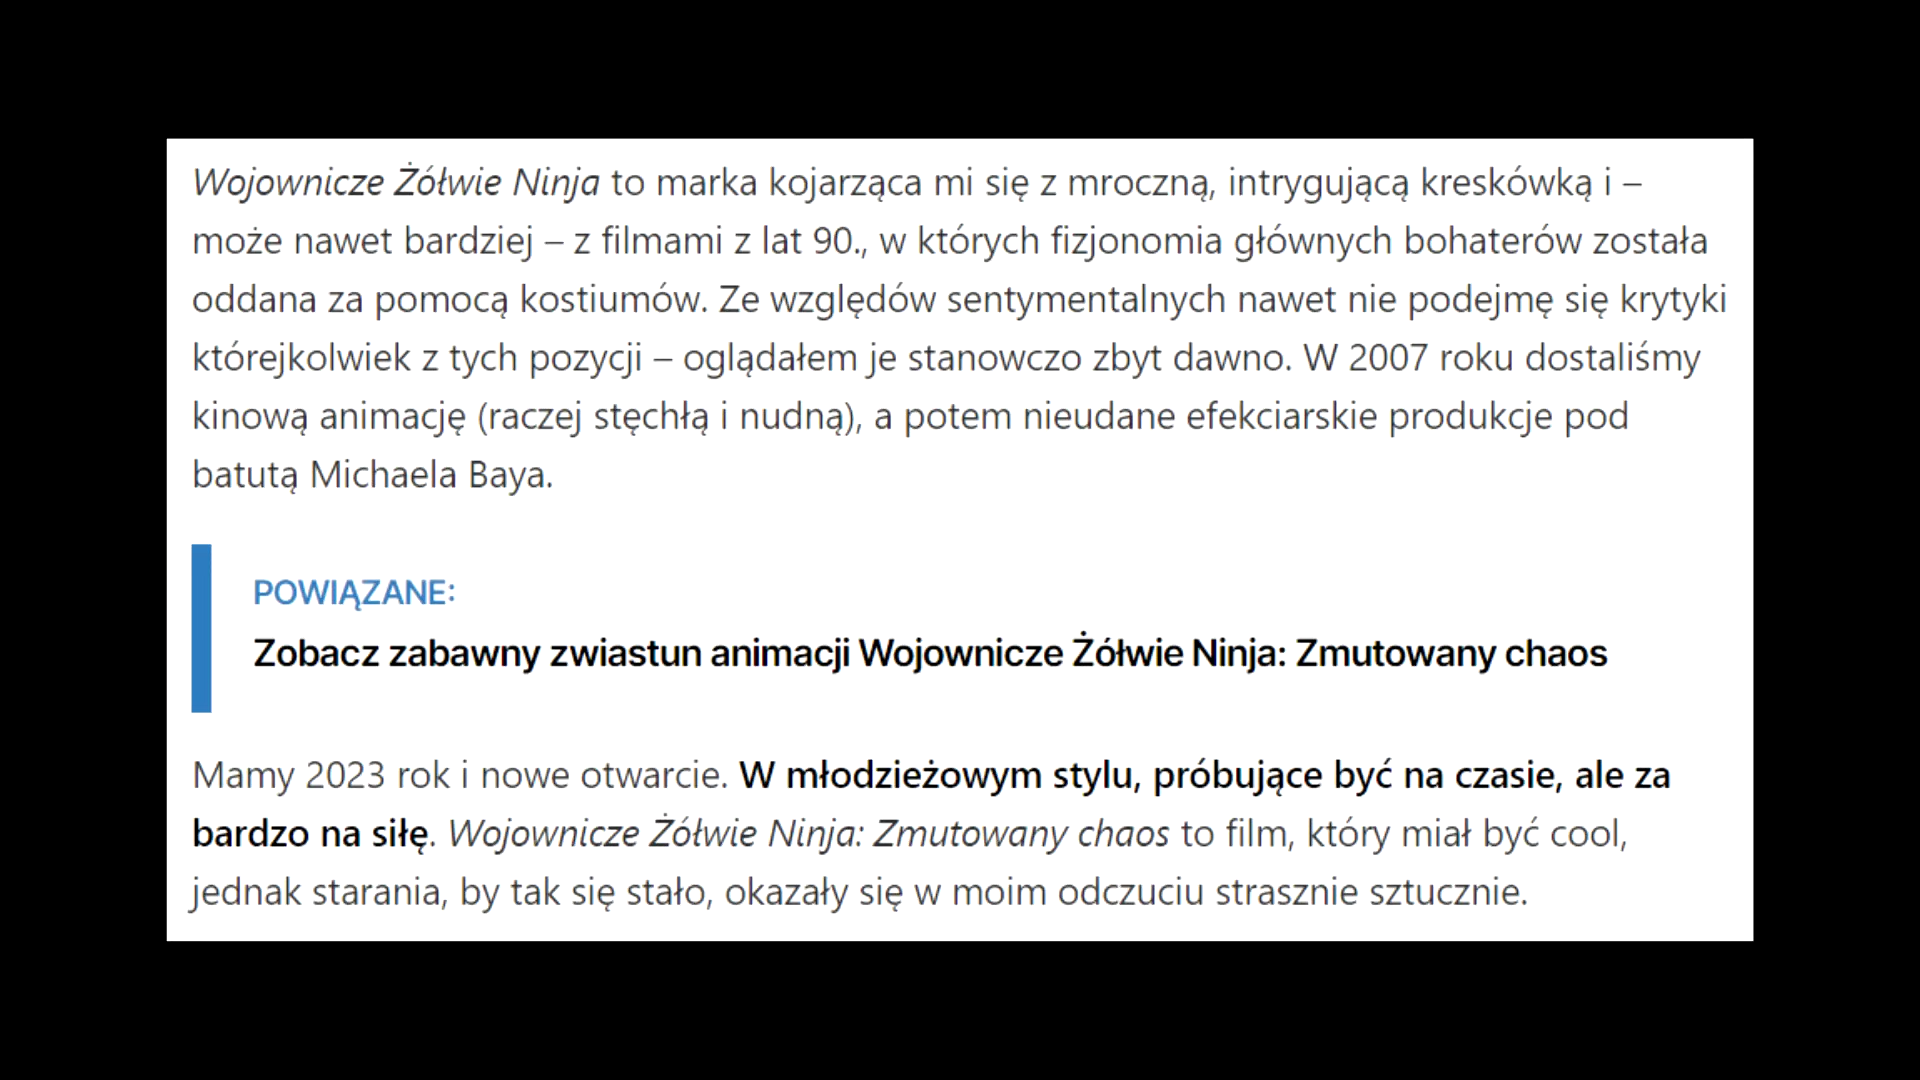 Wojownicze Żółwie Ninja to marka kojarząca mi się z mroczną, intrygującą kreskówką i –
może nawet bardziej – z filmami z lat 90., w których fizjonomia głównych bohaterów została
oddana za pomocą kostiumów. Ze względów sentymentalnych nawet nie podejmę się krytyki
którejkolwiek z tych pozycji – oglądałem je stanowczo zbyt dawno. W 2007 roku dostaliśmy
kinową animację (raczej stęchłą i nudną), a potem nieudane efekciarskie produkcje pod
batutą Michaela Baya.
POWIĄZANE:
Zobacz zabawny zwiastun animacji Wojownicze Żółwie Ninja: Zmutowany chaos
Mamy 2023 rok i nowe otwarcie. W młodzieżowym stylu, próbujące być na czasie, ale za
bardzo na siłę. Wojownicze Żółwie Ninja: Zmutowany chaos to film, który miał być cool,
jednak starania, by tak się stało, okazały się w moim odczuciu strasznie sztucznie.